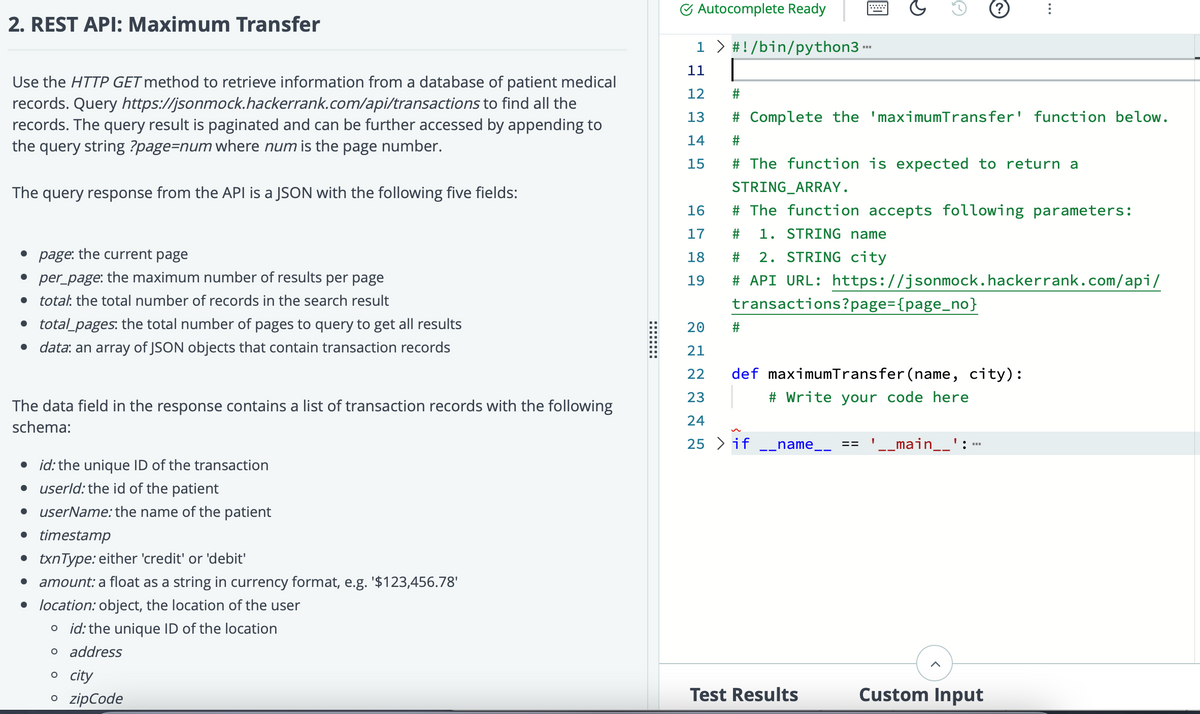 2. REST API: Maximum Transfer
Use the HTTP GET method to retrieve information from a database of patient medical
records. Query https://jsonmock.hackerrank.com/api/transactions to find all the
records. The query result is paginated and can be further accessed by appending to
the query string ?page=num where num is the page number.
The query response from the API is a JSON with the following five fields:
• page: the current page
• per_page: the maximum number of results per page
• total: the total number of records in the search result
• total_pages: the total number of pages to query to get all results
• data: an array of JSON objects that contain transaction records
The data field in the response contains a list of transaction records with the following
schema:
• id: the unique ID of the transaction
• userId: the id of the patient
• userName: the name of the patient
• timestamp
• txnType: either 'credit' or 'debit'
• amount: a float as a string in currency format, e.g. '$123,456.78'
• location: object, the location of the user
◦ id: the unique ID of the location
◦ address
◦ city
◦ zipCode
Autocomplete Ready
1 > #!/bin/python3 ⋯
11
12 #
13 # Complete the 'maximumTransfer' function below.
14 #
15 # The function is expected to return a
STRING_ARRAY.
16 # The function accepts following parameters:
17 #  1. STRING name
18 #  2. STRING city
19 # API URL: https://jsonmock.hackerrank.com/api/
transactions?page={page_no}
20 #
21
22 def maximumTransfer(name, city):
23     # Write your code here
24
25 > if __name__ == '__main__': ⋯
Test Results Custom Input